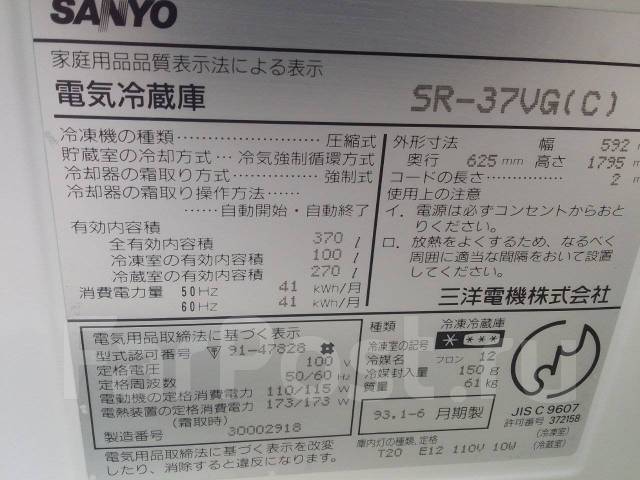 SANYO
家庭用品品質表示法による表示
電気冷蔵庫 SR-37VG(C)
冷凍機の種類……………圧縮式
貯蔵室の冷却方式…冷気強制循環方式
冷却器の霜取り方式……………強制式
冷却器の霜取り操作方法……
……自動開始・自動終了
有効内容積
全有効内容積 370 l
冷凍室の有効内容積 100 l
冷蔵室の有効内容積 270 l
消費電力量 50Hz 41 kWh/月
60Hz 41 kWh/月
外形寸法 幅 592 m
奥行 625 mm 高さ 1795 m
コードの長さ…………… 2 m
使用上の注意
イ. 電源は必ずコンセントからおと
りください。
ロ. 放熱をよくするため、なるべく
周囲に適当な間隔をおいて設置
してください。
三洋電機株式会社
電気用品取締法に基づく表示
型式認可番号 〒 91-47828
定格電圧 100 V
定格周波数 50/60 Hz
電動機の定格消費電力 110/115 W
電熱装置の定格消費電力 173/173 W
(霜取時)
製造番号 30002918
電気用品取締法に基づく表示を改変
したり、消除すると違反になります。
種類 冷凍冷蔵庫
冷凍室の記号 * ***
冷媒名 フロン 12
冷媒封入量 150 g
質量 61 kg
93.1-6 月期製
庫内灯の種類、定格
T20 E12 110V 10W
JIS C 9607
許可番号 372158
(冷凍室)
(冷蔵室)